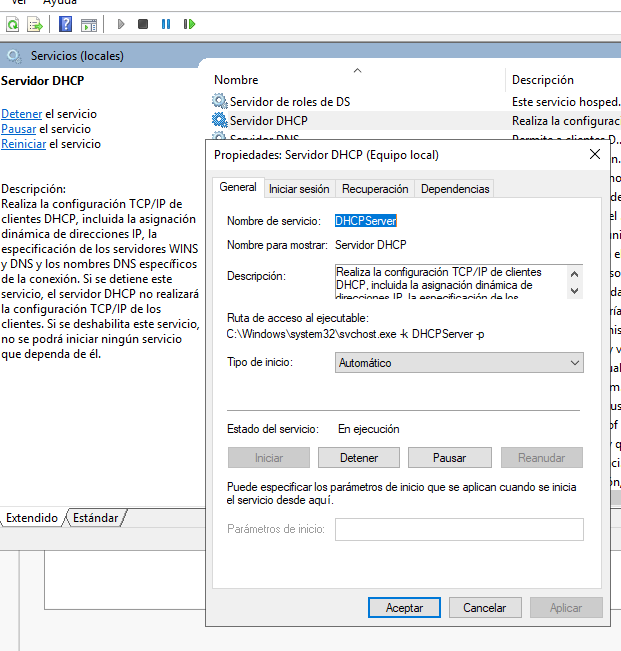 Ver Ayuda
Servicios (locales)
Servidor DHCP
Detener el servicio
Pausar el servicio
Reiniciar el servicio
Descripción:
Realiza la configuración TCP/IP de
clientes DHCP, incluida la asignación
dinámica de direcciones IP, la
especificación de los servidores WINS
y DNS y los nombres DNS específicos
de la conexión. Si se detiene este
servicio, el servidor DHCP no realizará
la configuración TCP/IP de los
clientes. Si se deshabilita este servicio,
no se podrá iniciar ningún servicio
que dependa de él.
Extendido Estándar
Nombre Descripción
Servidor de roles de DS Este servicio hosped.
Servidor DHCP Realiza la configurac
Servidor DNS Permite a clientes D..
Propiedades: Servidor DHCP (Equipo local)
General Iniciar sesión Recuperación Dependencias
Nombre de servicio: DHCPServer
Nombre para mostrar: Servidor DHCP
Descripción: Realiza la configuración TCP/IP de clientes
DHCP, incluida la asignación dinámica de
direcciones IP, la especificación de los
Ruta de acceso al ejecutable:
C:\Windows\system32\svchost.exe -k DHCPServer -p
Tipo de inicio: Automático
Estado del servicio: En ejecución
Iniciar Detener Pausar Reanudar
Puede especificar los parámetros de inicio que se aplican cuando se inicia
el servicio desde aquí.
Parámetros de inicio:
Aceptar Cancelar Aplicar